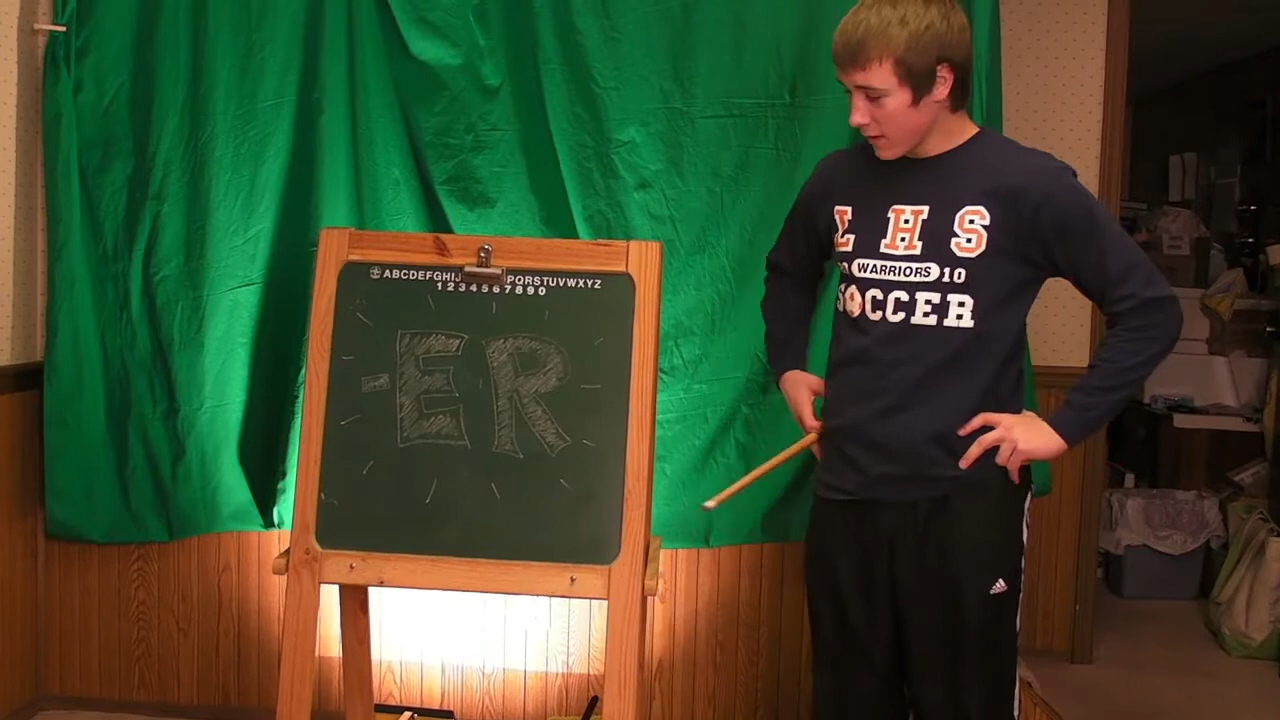 ABCDEFGHIJ PQRSTUVWXYZ
1234567890
-ER
LHS
WARRIORS 10
SOCCER